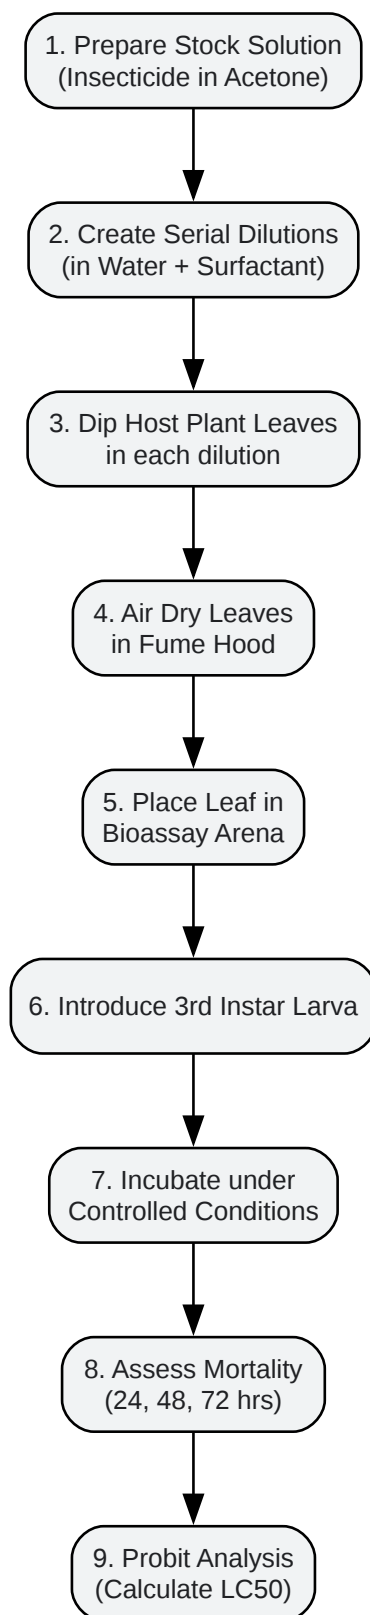 1. Prepare Stock Solution
(Insecticide in Acetone)
2. Create Serial Dilutions
(in Water + Surfactant)
3. Dip Host Plant Leaves
in each dilution
4. Air Dry Leaves
in Fume Hood
5. Place Leaf in
Bioassay Arena
6. Introduce 3rd Instar Larva
7. Incubate under
Controlled Conditions
8. Assess Mortality
(24, 48, 72 hrs)
9. Probit Analysis
(Calculate LC50)